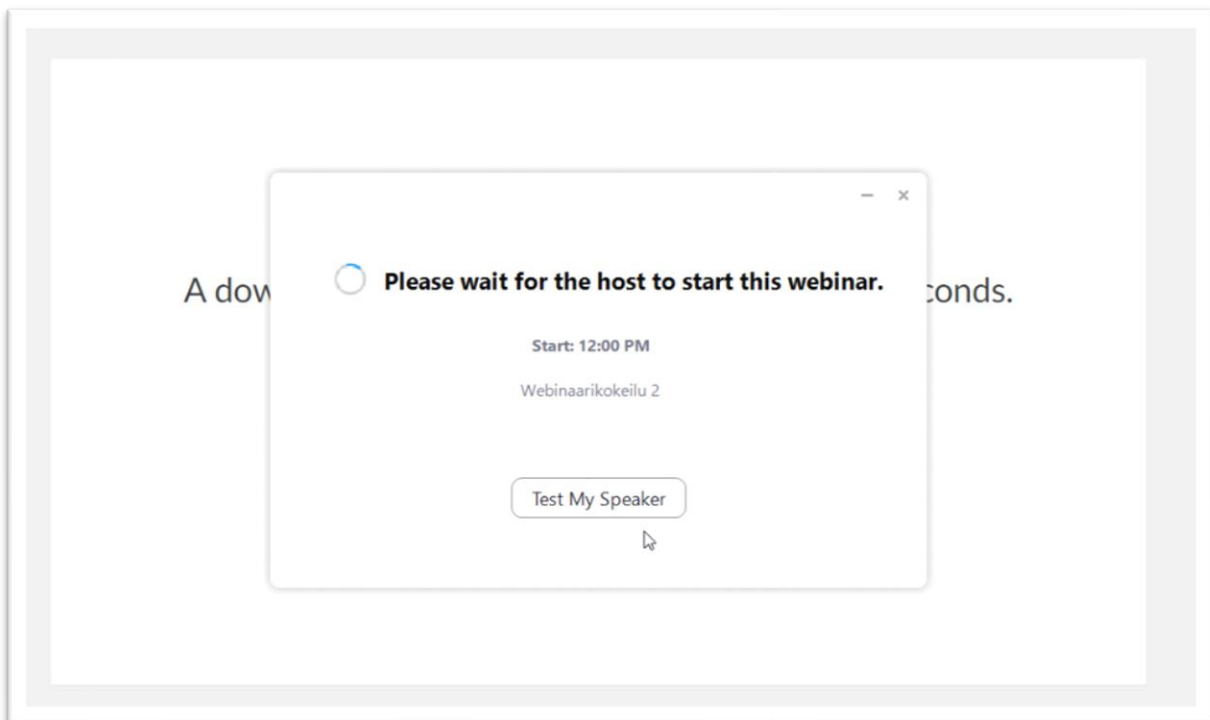 Please wait for the host to start this webinar.
A dow conds.
Start: 12:00 PM
Webinaarikokeilu 2
Test My Speaker